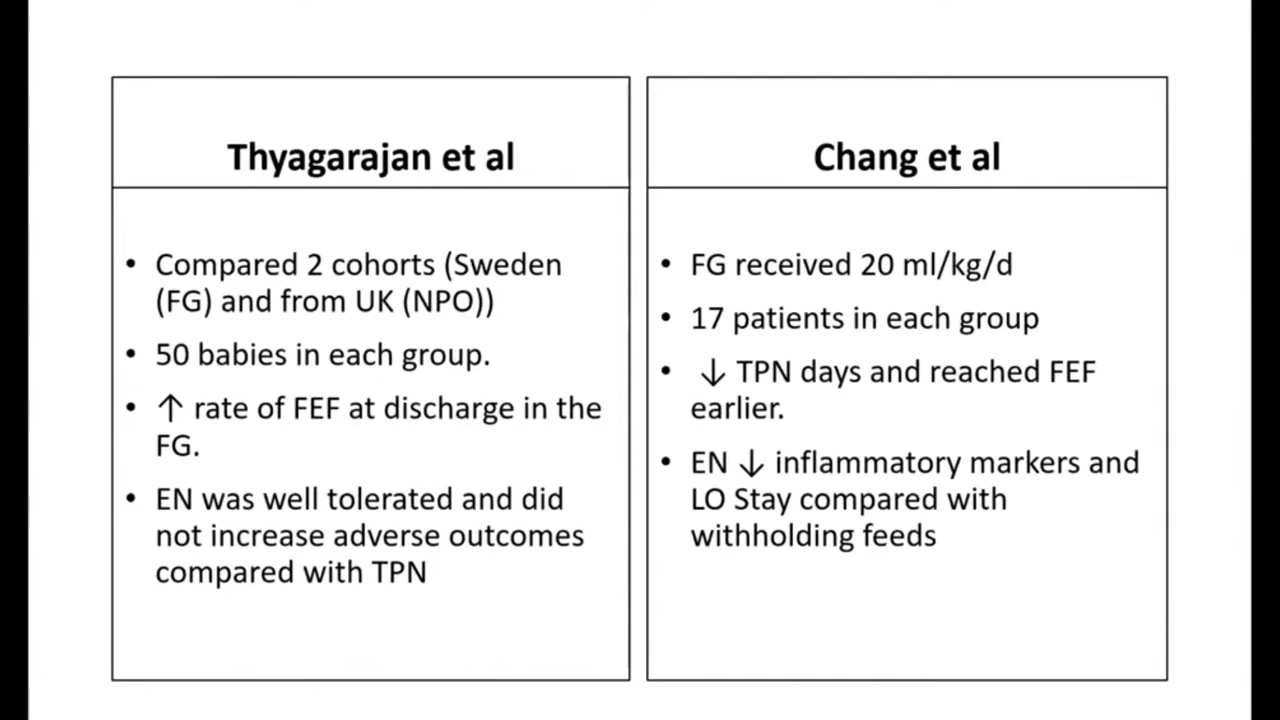 Thyagarajan et al
• Compared 2 cohorts (Sweden
(FG) and from UK (NPO))
• 50 babies in each group.
• ↑ rate of FEF at discharge in the
FG.
• EN was well tolerated and did
not increase adverse outcomes
compared with TPN
Chang et al
• FG received 20 ml/kg/d
• 17 patients in each group
• ↓ TPN days and reached FEF
earlier.
• EN ↓ inflammatory markers and
LO Stay compared with
withholding feeds